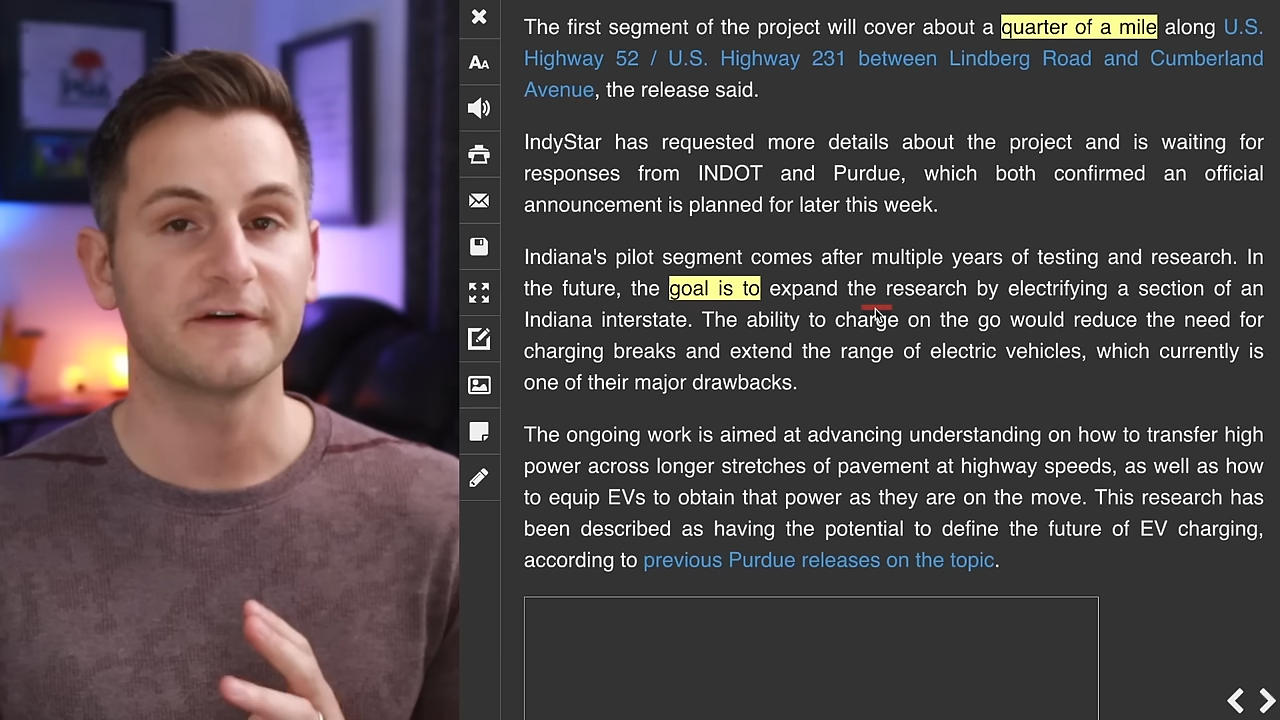 The first segment of the project will cover about a quarter of a mile along U.S.
Highway 52 / U.S. Highway 231 between Lindberg Road and Cumberland
Avenue, the release said.
IndyStar has requested more details about the project and is waiting for
responses from INDOT and Purdue, which both confirmed an official
announcement is planned for later this week.
Indiana's pilot segment comes after multiple years of testing and research. In
the future, the goal is to expand the research by electrifying a section of an
Indiana interstate. The ability to charge on the go would reduce the need for
charging breaks and extend the range of electric vehicles, which currently is
one of their major drawbacks.
The ongoing work is aimed at advancing understanding on how to transfer high
power across longer stretches of pavement at highway speeds, as well as how
to equip EVs to obtain that power as they are on the move. This research has
been described as having the potential to define the future of EV charging,
according to previous Purdue releases on the topic.